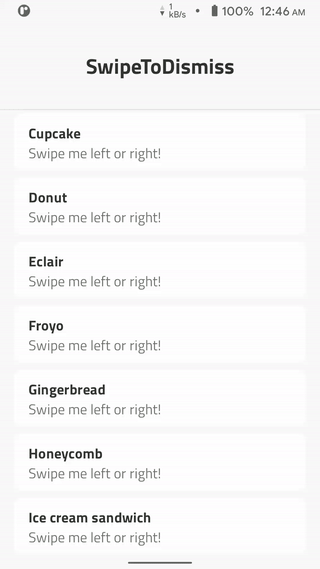 1
kB/s • 100% 12:46 AM
SwipeToDismiss
Cupcake
Swipe me left or right!
Donut
Swipe me left or right!
Eclair
Swipe me left or right!
Froyo
Swipe me left or right!
Gingerbread
Swipe me left or right!
Honeycomb
Swipe me left or right!
Ice cream sandwich
Swipe me left or right!